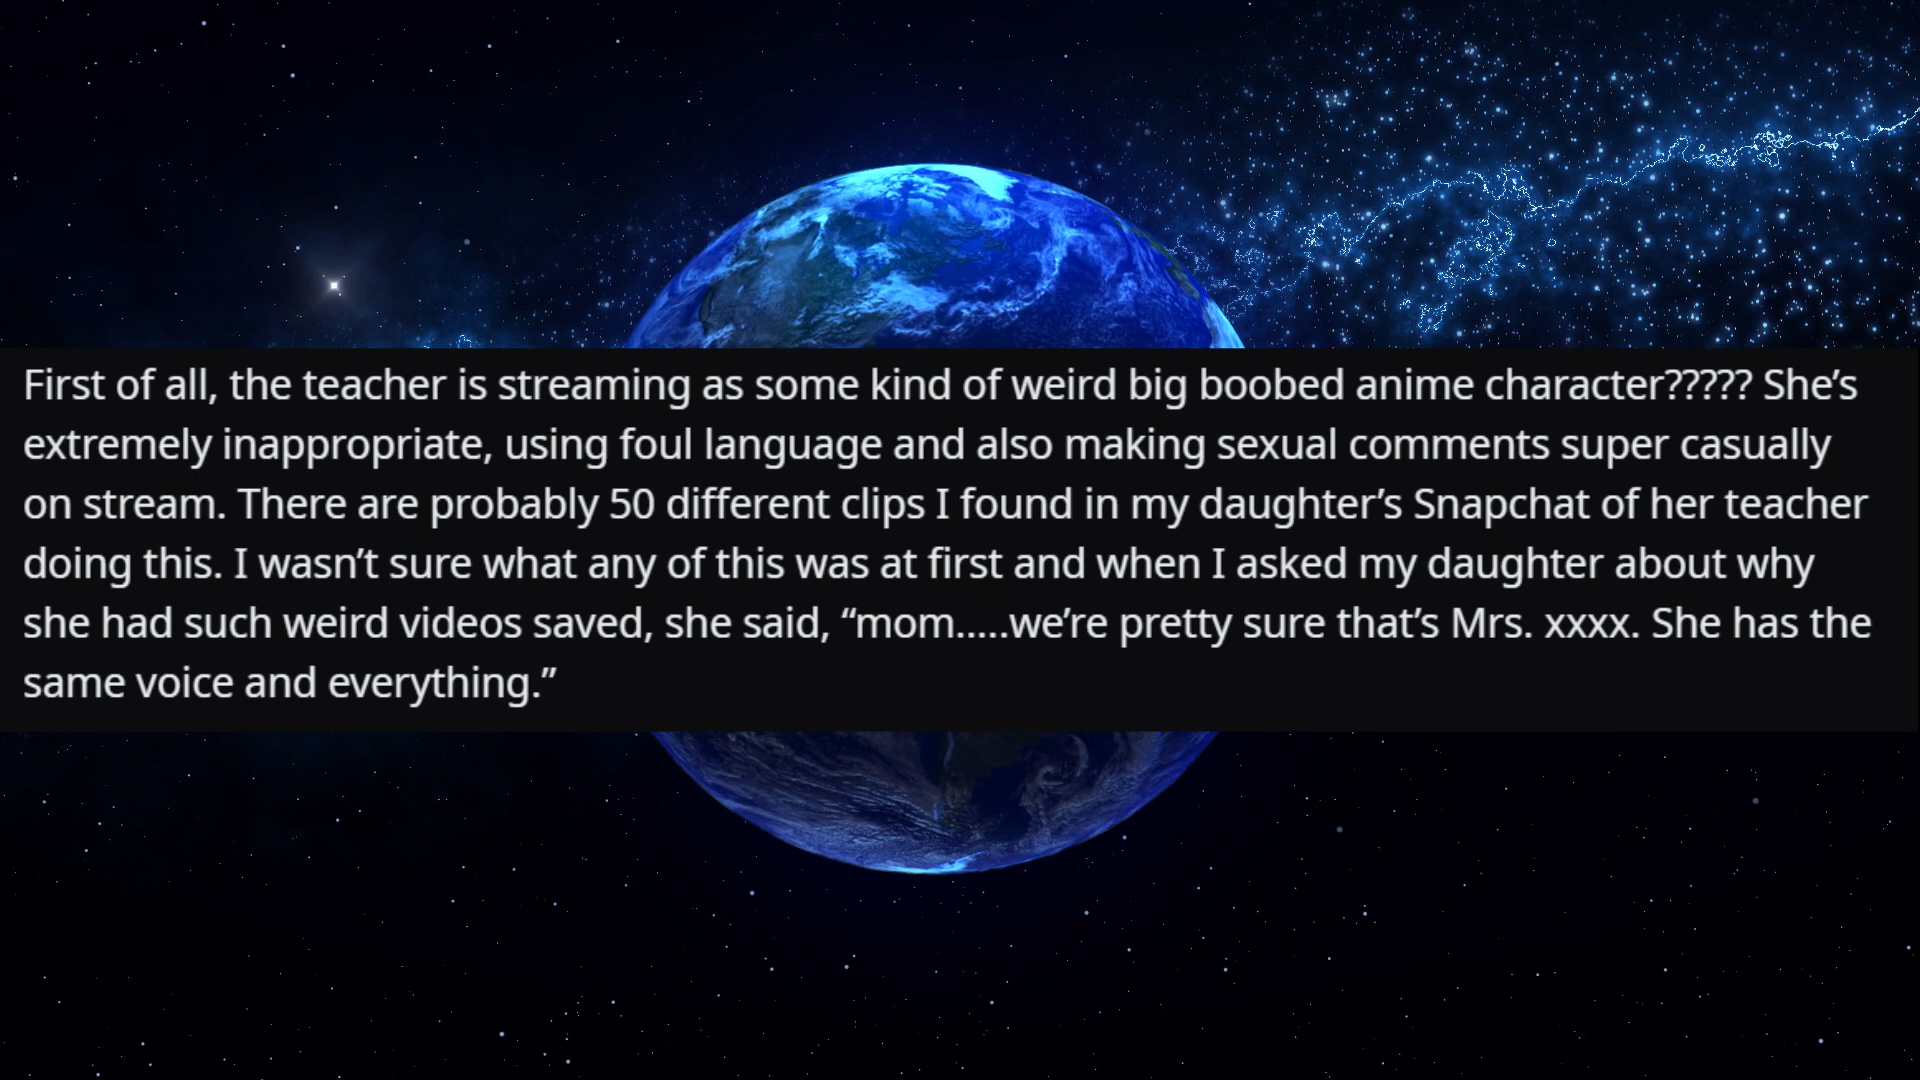 First of all, the teacher is streaming as some kind of weird big boobed anime character????? She’s
extremely inappropriate, using foul language and also making sexual comments super casually
on stream. There are probably 50 different clips I found in my daughter’s Snapchat of her teacher
doing this. I wasn’t sure what any of this was at first and when I asked my daughter about why
she had such weird videos saved, she said, “mom.....we’re pretty sure that’s Mrs. xxxx. She has the
same voice and everything.”